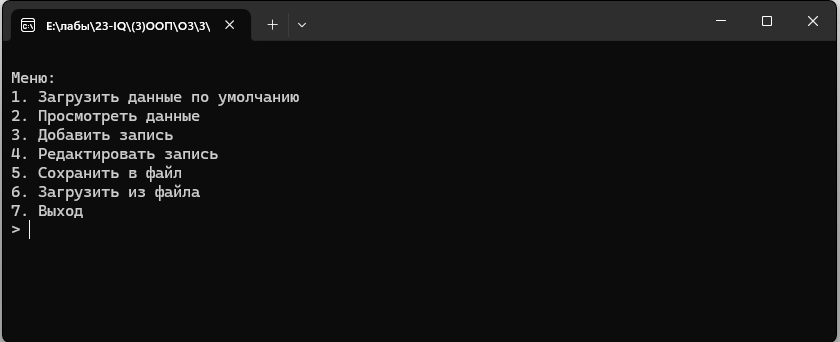 E:\лабы\23-IQ\(3)ООП\О3\3\
Меню:
1. Загрузить данные по умолчанию
2. Просмотреть данные
3. Добавить запись
4. Редактировать запись
5. Сохранить в файл
6. Загрузить из файла
7. Выход
>